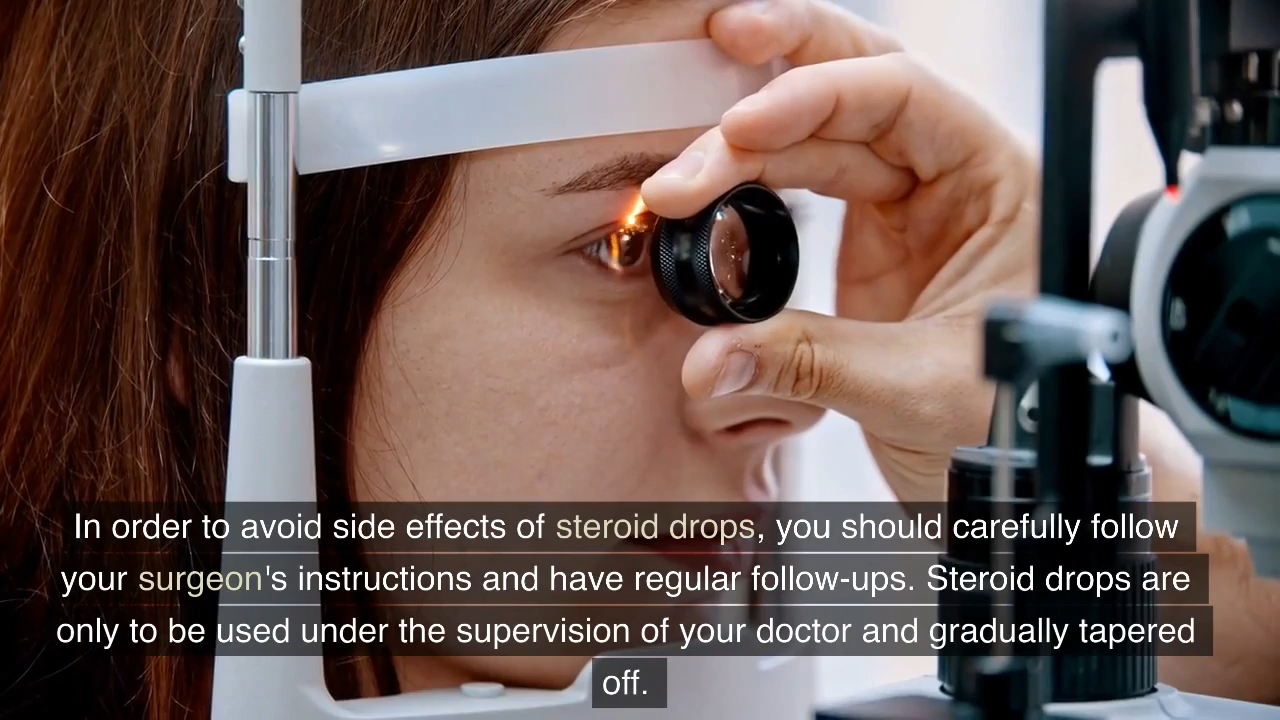 In order to avoid side effects of steroid drops, you should carefully follow
your surgeon's instructions and have regular follow-ups. Steroid drops are
only to be used under the supervision of your doctor and gradually tapered
off.